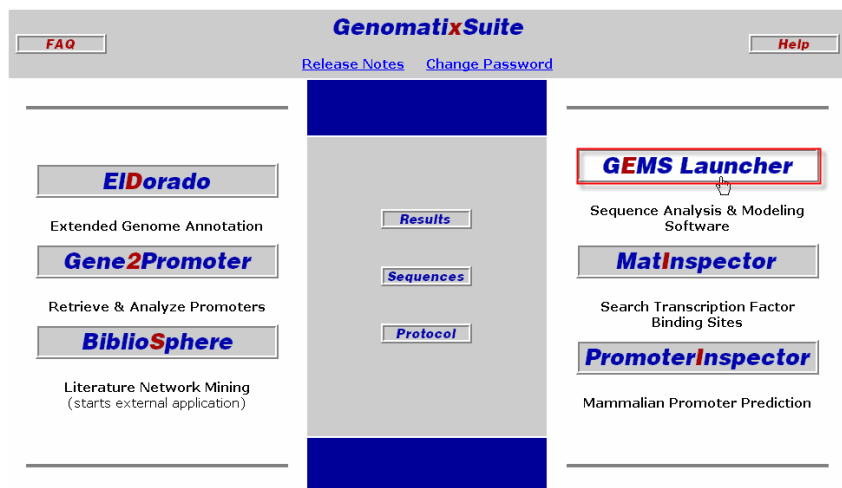 GenomatixSuite
FAQ
Help
Release Notes Change Password
ElDorado
Extended Genome Annotation
Gene2Promoter
Retrieve & Analyze Promoters
BiblioSphere
Literature Network Mining
(starts external application)
Results
Sequences
Protocol
GEMS Launcher
Sequence Analysis & Modeling
Software
MatInspector
Search Transcription Factor
Binding Sites
PromoterInspector
Mammalian Promoter Prediction